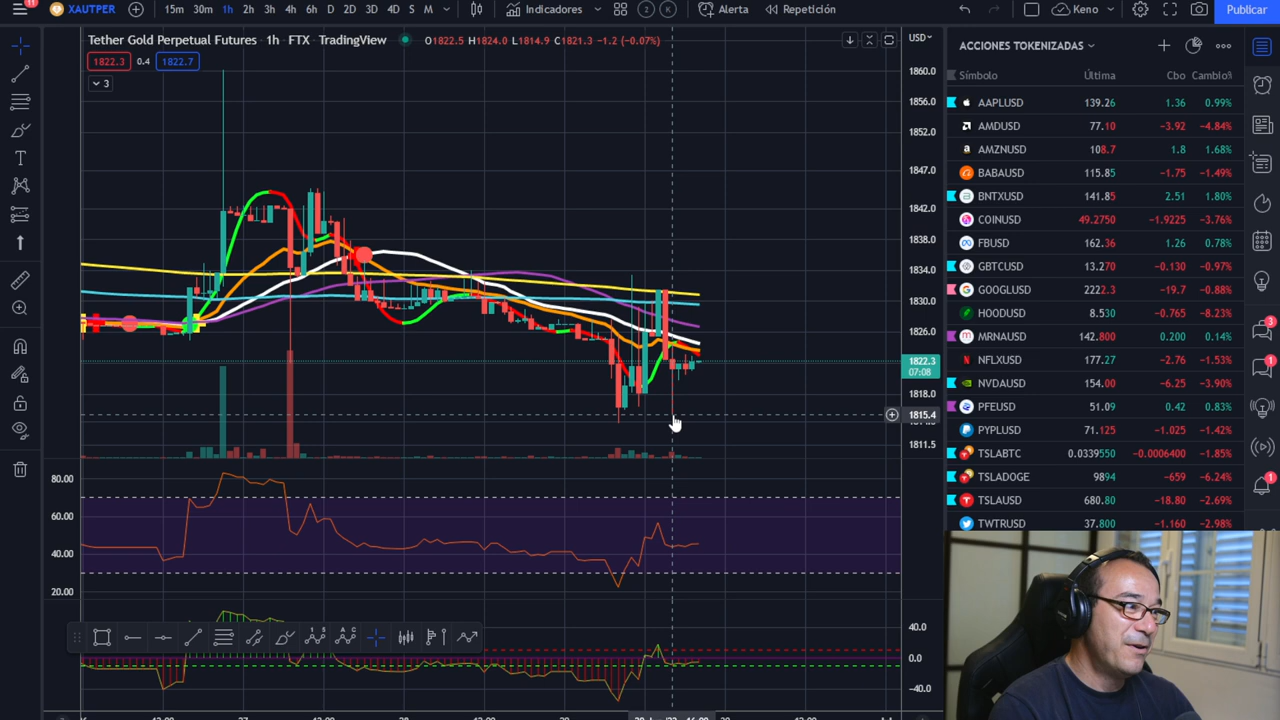 11
XAUTPER
15m 30m 1h 2h 3h 4h 6h D 2D 3D 4D S M
Indicadores
2 K
Alerta
Repetición
Keno
Publicar
Tether Gold Perpetual Futures · 1h · FTX · TradingView
O1822.5 H1824.0 L1814.9 C1821.3 -1.2 (-0.07%)
1822.3 0.4 1822.7
3
USD
1860.0
1856.0
1852.0
1847.0
1842.0
1838.0
1834.0
1830.0
1826.0
1822.3
07:08
1818.0
1815.4
1811.5
80.00
60.00
40.00
20.00
40.0
0.0
-40.0
ACCIONES TOKENIZADAS
Símbolo Última Cbo Cambio%
AAPLUSD 139.26 1.36 0.99%
AMDUSD 77.10 -3.92 -4.84%
AMZNUSD 108.7 1.8 1.68%
BABAUSD 115.85 -1.75 -1.49%
BNTXUSD 141.85 2.51 1.80%
COINUSD 49.2750 -1.9225 -3.76%
FBUSD 162.36 1.26 0.78%
GBTCUSD 13.270 -0.130 -0.97%
GOOGLUSD 2222.3 -19.7 -0.88%
HOODUSD 8.530 -0.765 -8.23%
MRNAUSD 142.800 0.200 0.14%
NFLXUSD 177.27 -2.76 -1.53%
NVDAUSD 154.00 -6.25 -3.90%
PFEUSD 51.09 0.42 0.83%
PYPLUSD 71.125 -1.025 -1.42%
TSLABTC 0.0339550 -0.0006400 -1.85%
TSLADOGE 9894 -659 -6.24%
TSLAUSD 680.80 -18.80 -2.69%
TWTRUSD 37.800 -1.160 -2.98%
1
1